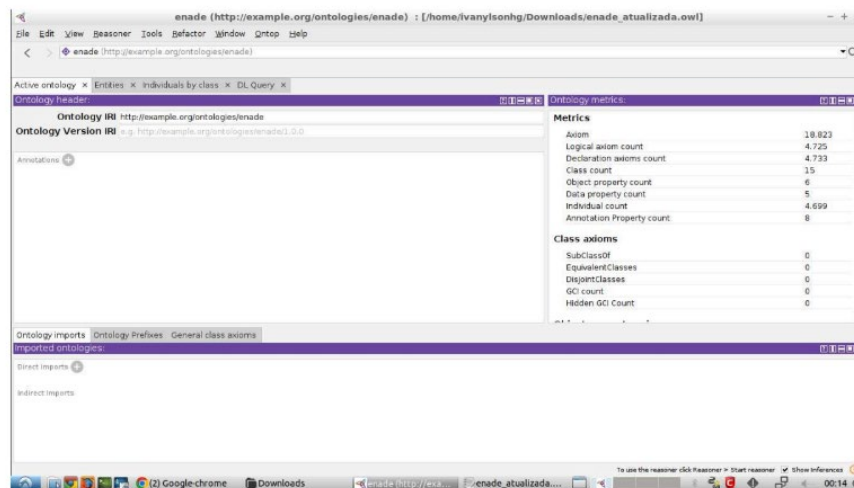 enade (http://example.org/ontologies/enade) : [/home/ivanylsonhg/Downloads/enade_atualizada.owl]
File Edit View Reasoner Tools Refactor Window Ontop Help
enade (http://example.org/ontologies/enade)
Active ontology × Entities × Individuals by class × DL Query ×
Ontology header:
Ontology IRI http://example.org/ontologies/enade
Ontology Version IRI e.g. http://example.org/ontologies/enade/1.0.0
Annotations
Ontology metrics:
Metrics
Axiom 18.823
Logical axiom count 4.725
Declaration axioms count 4.733
Class count 15
Object property count 6
Data property count 5
Individual count 4.699
Annotation Property count 8
Class axioms
SubClassOf 0
EquivalentClasses 0
DisjointClasses 0
GCI count 0
Hidden GCI Count 0
Ontology imports Ontology Prefixes General class axioms
Imported ontologies:
Direct Imports
Indirect Imports
To use the reasoner click Reasoner > Start reasoner Show Inferences
(2) Google-chrome Downloads enade (http://exa... enade_atualizada.... 00:14